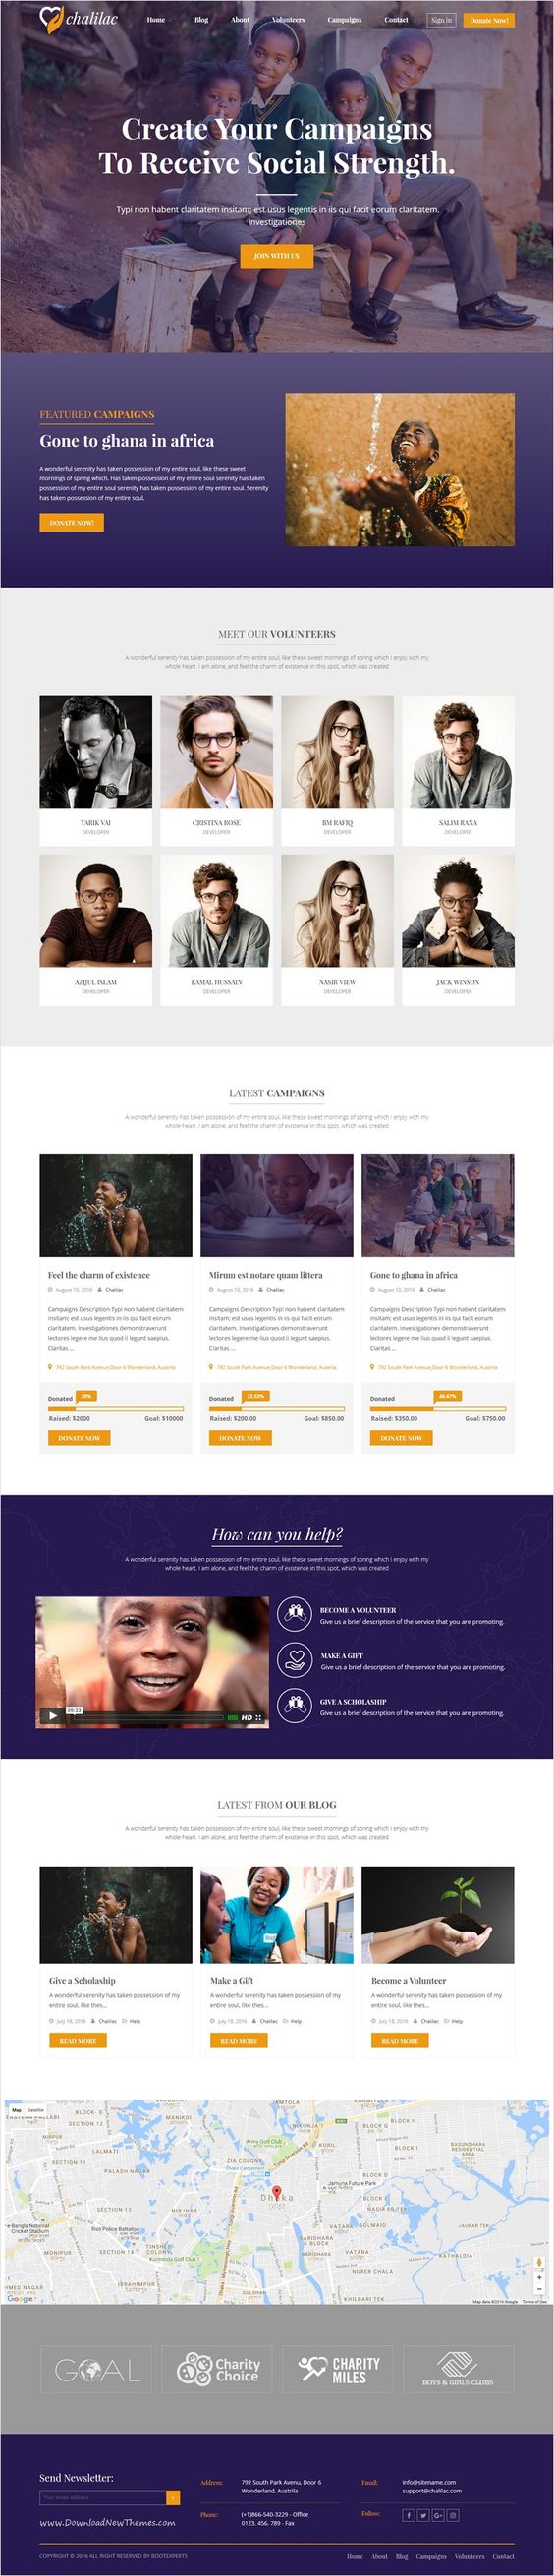 chalilac
Home Blog About Volunteers Campaigns Contact Sign in Donate Now!
Create Your Campaigns
To Receive Social Strength.
Typi non habent claritatem insitam; est usus legentis in iis qui facit eorum claritatem.
Investigationes
JOIN WITH US
FEATURED CAMPAIGNS
Gone to ghana in africa
A wonderful serenity has taken possession of my entire soul, like these sweet
mornings of spring which. Has taken possession of my entire soul serenity has taken
possession of my entire soul serenity has taken possession of my entire soul. Serenity
has taken possession of my entire soul,
DONATE NOW!
MEET OUR VOLUNTEERS
A wonderful serenity has taken possession of my entire soul, like these sweet mornings of spring which I enjoy with my
whole heart. I am alone, and feel the charm of existence in this spot, which was created
TARIK VAI CRISTINA ROSE BM RAFIQ SALIM RANA
DEVELOPER DEVELOPER DEVELOPER DEVELOPER
AZIJUL ISLAM KAMAL HUSSAIN NASIR VIEW JACK WINSON
DEVELOPER DEVELOPER DEVELOPER DEVELOPER
LATEST CAMPAIGNS
A wonderful serenity has taken possession of my entire soul, like these sweet mornings of spring which I enjoy with my
whole heart. I am alone, and feel the charm of existence in this spot, which was created
Feel the charm of existence
August 10, 2016 Chalilac
Campaigns Description Typi non habent claritatem
insitam; est usus legentis in iis qui facit eorum
claritatem. Investigationes demonstraverunt
lectores legere me lius quod ii legunt saepius.
Claritas ...
792 South Park Avenue,Door 6 Wonderland, Austria
Donated 20%
Raised: $2000 Goal: $10000
DONATE NOW
Mirum est notare quam littera
August 10, 2016 Chalilac
Campaigns Description Typi non habent claritatem
insitam; est usus legentis in iis qui facit eorum
claritatem. Investigationes demonstraverunt
lectores legere me lius quod ii legunt saepius.
Claritas ...
792 South Park Avenue,Door 6 Wonderland, Austria
Donated 23.53%
Raised: $200.00 Goal: $850.00
DONATE NOW
Gone to ghana in africa
August 10, 2016 Chalilac
Campaigns Description Typi non habent claritatem
insitam; est usus legentis in iis qui facit eorum
claritatem. Investigationes demonstraverunt
lectores legere me lius quod ii legunt saepius.
Claritas ...
792 South Park Avenue,Door 6 Wonderland, Austria
Donated 46.67%
Raised: $350.00 Goal: $750.00
DONATE NOW
How can you help?
A wonderful serenity has taken possession of my entire soul, like these sweet mornings of spring which I enjoy with my
whole heart. I am alone, and feel the charm of existence in this spot, which was created
HD
BECOME A VOLUNTEER
Give us a brief description of the service that you are promoting.
MAKE A GIFT
Give us a brief description of the service that you are promoting.
GIVE A SCHOLASHIP
Give us a brief description of the service that you are promoting.
LATEST FROM OUR BLOG
A wonderful serenity has taken possession of my entire soul, like these sweet mornings of spring which I enjoy with my
whole heart. I am alone, and feel the charm of existence in this spot, which was created
Give a Scholaship
A wonderful serenity has taken possession of my
entire soul, like thes...
July 18, 2016 Chalilac Help
READ MORE
Make a Gift
A wonderful serenity has taken possession of my
entire soul, like thes...
July 18, 2016 Chalilac Help
READ MORE
Become a Volunteer
A wonderful serenity has taken possession of my
entire soul, like thes...
July 18, 2016 Chalilac Help
READ MORE
Map Satellite
BLOCK- D
SECTION 12
MANIKDI
NIKUNJA
BLOCK H
BLOCK G
MIRPUR
LALMATI
Army Golf Club
KURIL
BLOCK I
BASUNDHARA
RESIDENTIAL
AREA
SECTION 11
ZIA COLONY
PALASH NAGAR
BLOCK D
Jamuna Future Park
Dhaka
BLOCK E
SECTION 13
NIRJHAR
Cricket Stadium
Riot Police Battalion
VATARA
SOLMAID
JAUAR TEK
MONIPUR
SECTION 14
Kurmitola Golf Club
BARIDHARA
K BLOCK
VATARA
KATHALDIA
IBRAHIMPUR
NURER CHALA
GULSHAN
KHILBARI TEK
Google
Map data ©2016 Google Terms of Use
GOAL
Charity
Choice
CHARITY
MILES
BOYS & GIRLS CLUBS
Send Newsletter:
Your email address
www.DownloadNewThemes.com
Address: 792 South Park Avenu, Door 6
Wonderland, Austrila
Phone: (+1)866-540-3229 - Office
0123. 456. 789 - Fax
Email: info@sitename.com
support@chalilac.com
Follow:
COPYRIGHT © 2016 ALL RIGHT RESERVED BY BOOTEXPERTS
Home About Blog Campaigns Volunteers Contact